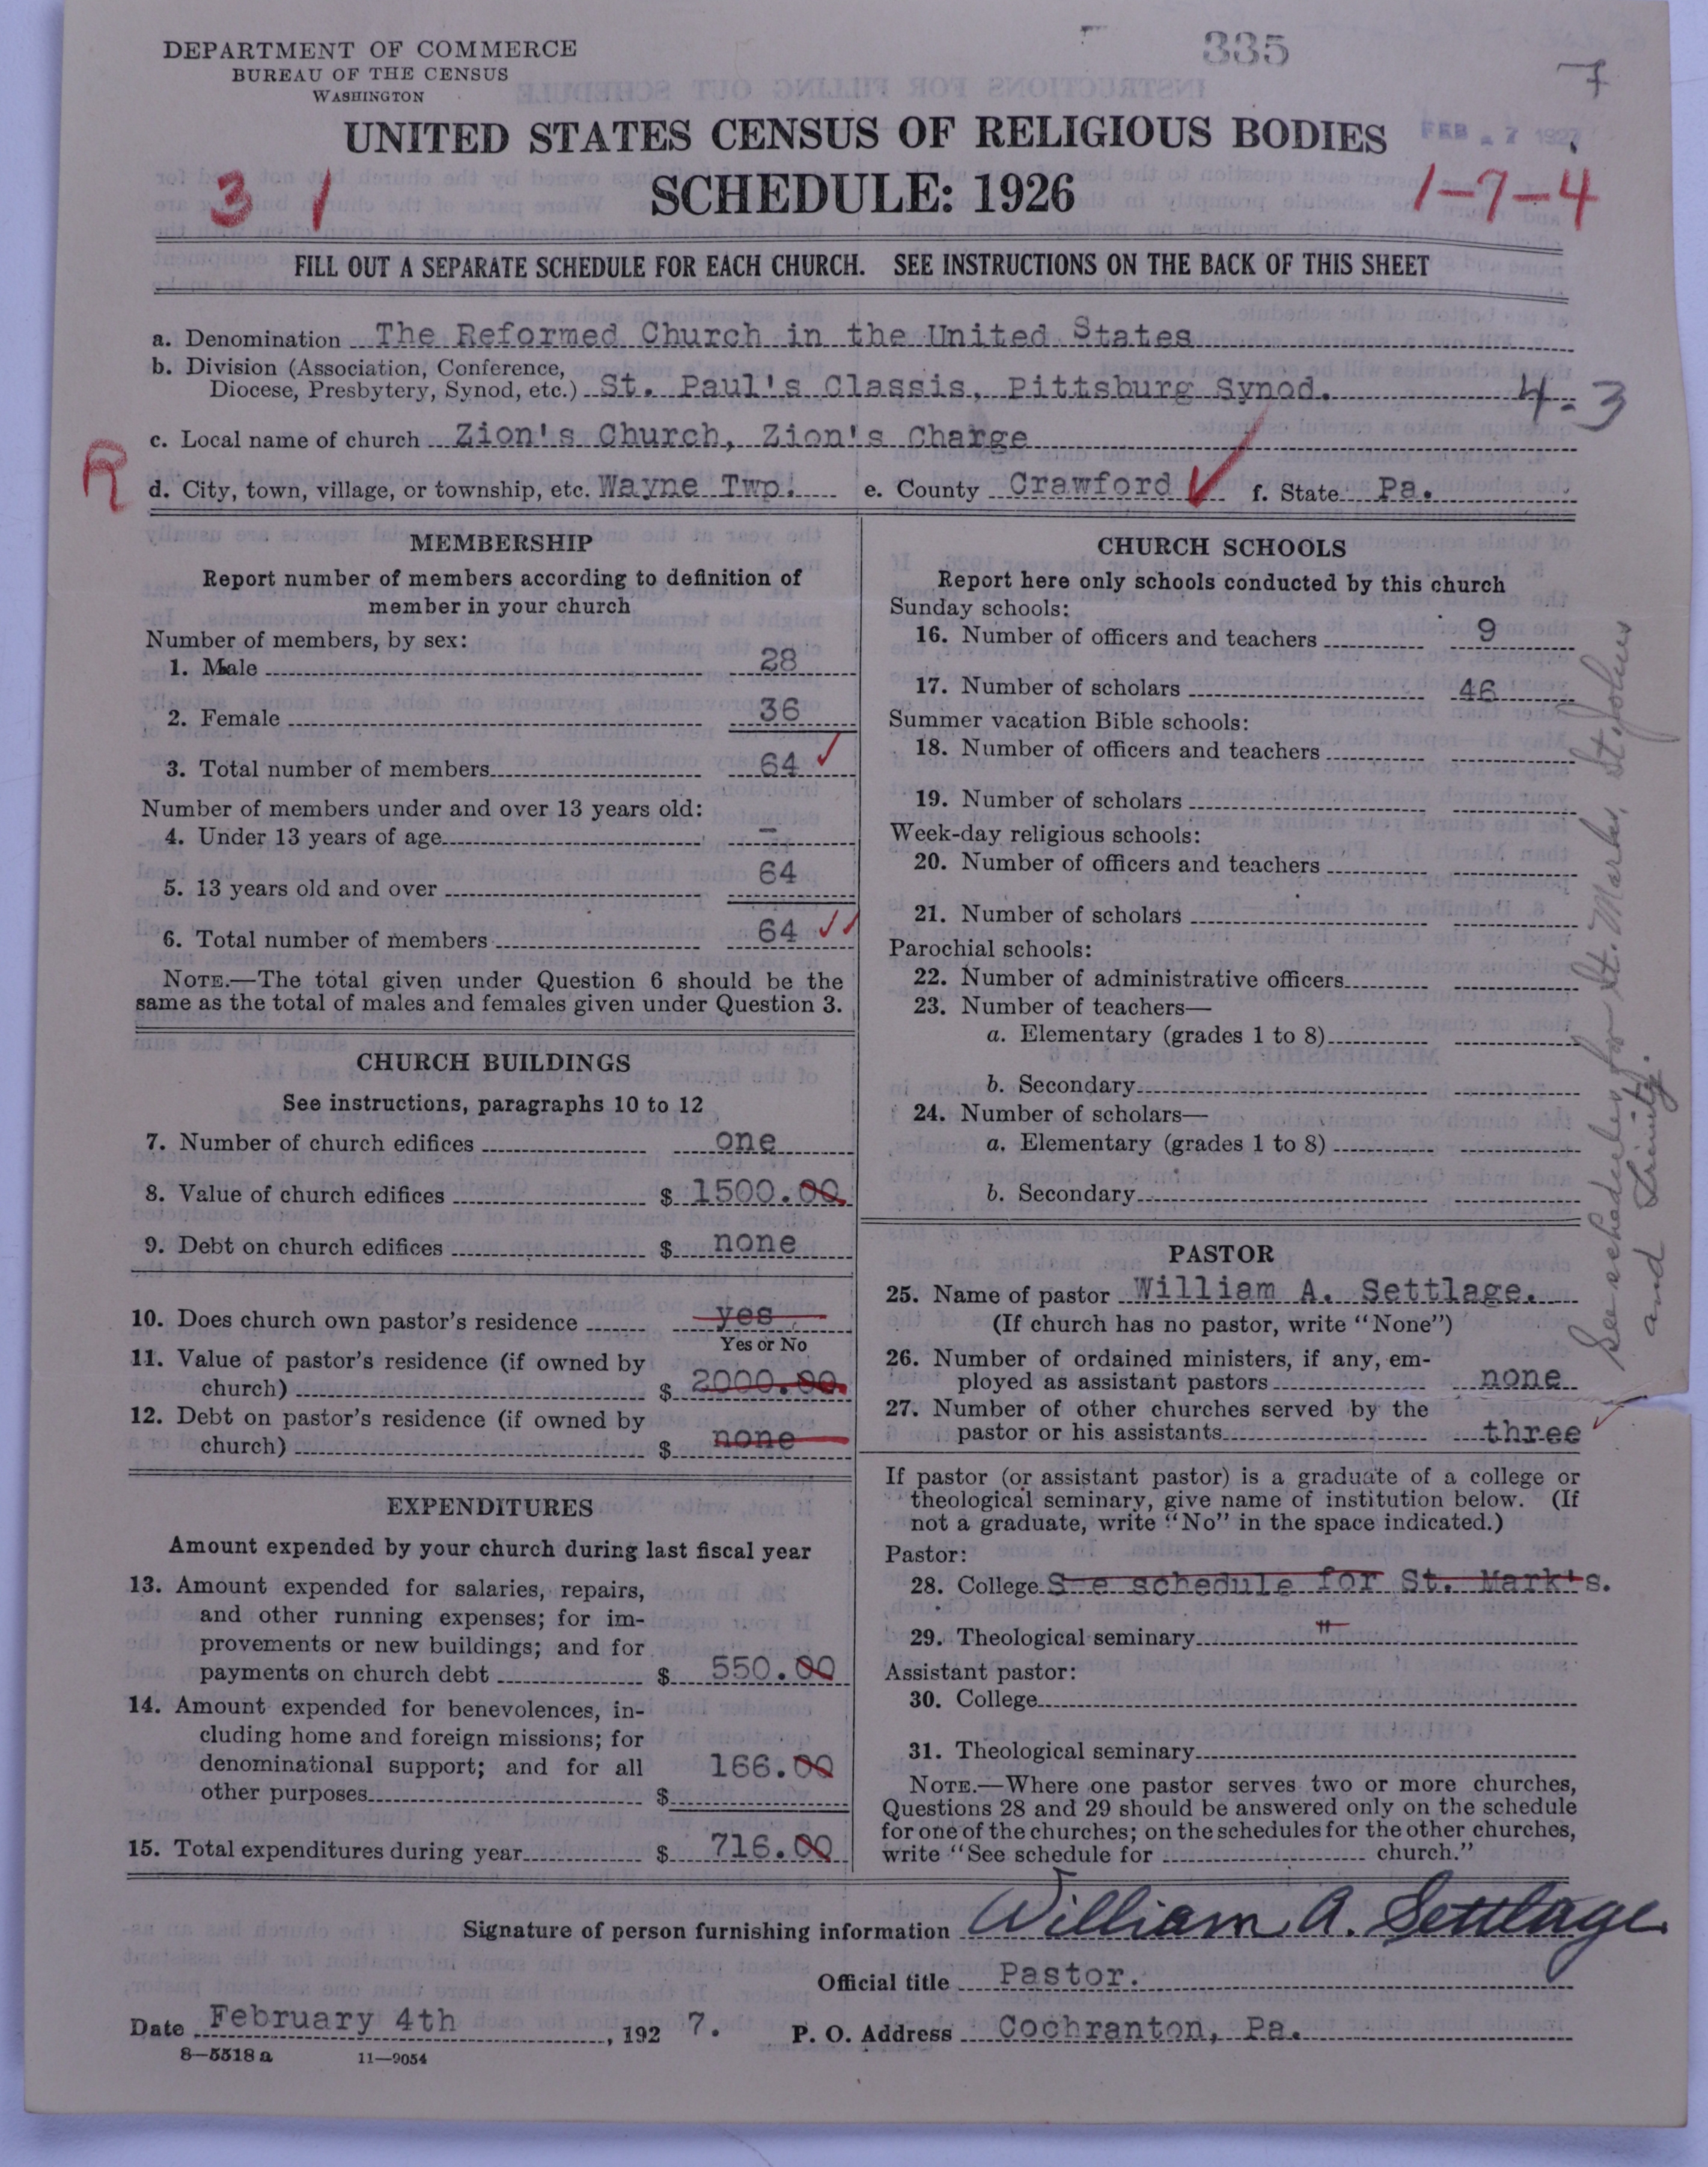 DEPARTMENT OF COMMERCE
BUREAU OF THE CENSUS
WASHINGTON
335
7
UNITED STATES CENSUS OF RELIGIOUS BODIES
FEB - 7 1927
SCHEDULE: 1926
3 1
1-7-4
FILL OUT A SEPARATE SCHEDULE FOR EACH CHURCH. SEE INSTRUCTIONS ON THE BACK OF THIS SHEET
a. Denomination The Reformed Church in the United States
b. Division (Association, Conference,
Diocese, Presbytery, Synod, etc.) St. Paul's Classis, Pittsburg Synod.
4-3
c. Local name of church Zion's Church, Zion's Charge
R
d. City, town, village, or township, etc. Wayne Twp. e. County Crawford f. State Pa.
MEMBERSHIP
Report number of members according to definition of
member in your church
Number of members, by sex:
1. Male 28
2. Female 36
3. Total number of members 64
Number of members under and over 13 years old:
4. Under 13 years of age –
5. 13 years old and over 64
6. Total number of members 64
NOTE.—The total given under Question 6 should be the
same as the total of males and females given under Question 3.
CHURCH BUILDINGS
See instructions, paragraphs 10 to 12
7. Number of church edifices one
8. Value of church edifices $ 1500.00
9. Debt on church edifices $ none
10. Does church own pastor's residence yes
Yes or No
11. Value of pastor's residence (if owned by
church) $ 2000.00
12. Debt on pastor's residence (if owned by
church) $ none
EXPENDITURES
Amount expended by your church during last fiscal year
13. Amount expended for salaries, repairs,
and other running expenses; for im-
provements or new buildings; and for
payments on church debt $ 550.00
14. Amount expended for benevolences, in-
cluding home and foreign missions; for
denominational support; and for all
other purposes $ 166.00
15. Total expenditures during year $ 716.00
CHURCH SCHOOLS
Report here only schools conducted by this church
Sunday schools:
16. Number of officers and teachers 9
17. Number of scholars 46
Summer vacation Bible schools:
18. Number of officers and teachers
19. Number of scholars
Week-day religious schools:
20. Number of officers and teachers
21. Number of scholars
Parochial schools:
22. Number of administrative officers
23. Number of teachers—
a. Elementary (grades 1 to 8)
b. Secondary
24. Number of scholars—
a. Elementary (grades 1 to 8)
b. Secondary
PASTOR
25. Name of pastor William A. Settlage.
(If church has no pastor, write "None")
26. Number of ordained ministers, if any, em-
ployed as assistant pastors none
27. Number of other churches served by the
pastor or his assistants three
If pastor (or assistant pastor) is a graduate of a college or
theological seminary, give name of institution below. (If
not a graduate, write "No" in the space indicated.)
Pastor:
28. College See schedule for St. Mark's.
29. Theological seminary "
Assistant pastor:
30. College
31. Theological seminary
NOTE.—Where one pastor serves two or more churches,
Questions 28 and 29 should be answered only on the schedule
for one of the churches; on the schedules for the other churches,
write "See schedule for church."
See schedules for St. Marks, St. Johns
and Trinity.
Signature of person furnishing information William A. Settlage
Official title Pastor.
Date February 4th, 192 7. P. O. Address Cochranton, Pa.
8—5518 a 11—9054